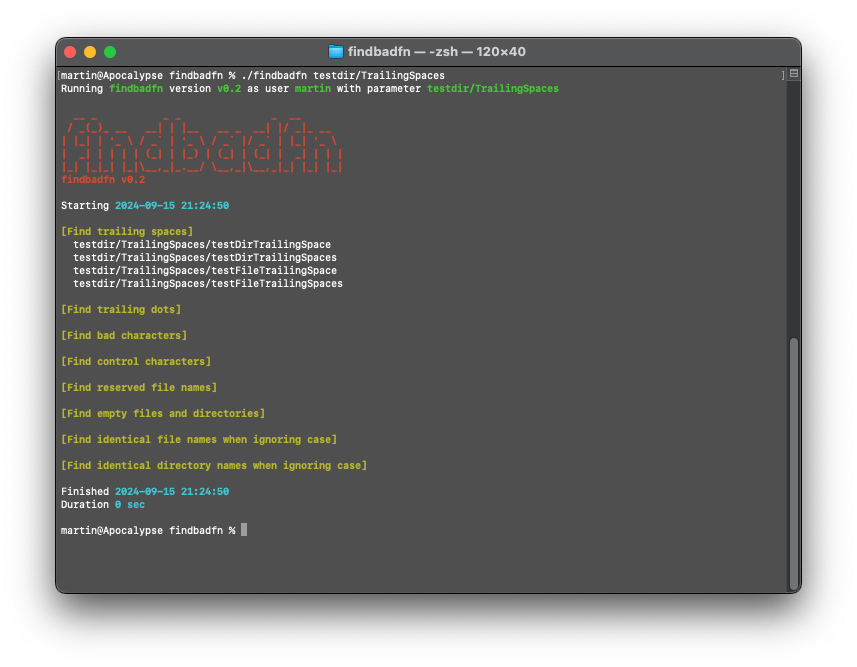 findbadfn — -zsh — 120×40
[martin@Apocalypse findbadfn % ./findbadfn testdir/TrailingSpaces ]
Running findbadfn version v0.2 as user martin with parameter testdir/TrailingSpaces
findbadfn
findbadfn v0.2
Starting 2024-09-15 21:24:50
[Find trailing spaces]
testdir/TrailingSpaces/testDirTrailingSpace
testdir/TrailingSpaces/testDirTrailingSpaces
testdir/TrailingSpaces/testFileTrailingSpace
testdir/TrailingSpaces/testFileTrailingSpaces
[Find trailing dots]
[Find bad characters]
[Find control characters]
[Find reserved file names]
[Find empty files and directories]
[Find identical file names when ignoring case]
[Find identical directory names when ignoring case]
Finished 2024-09-15 21:24:50
Duration 0 sec
martin@Apocalypse findbadfn %